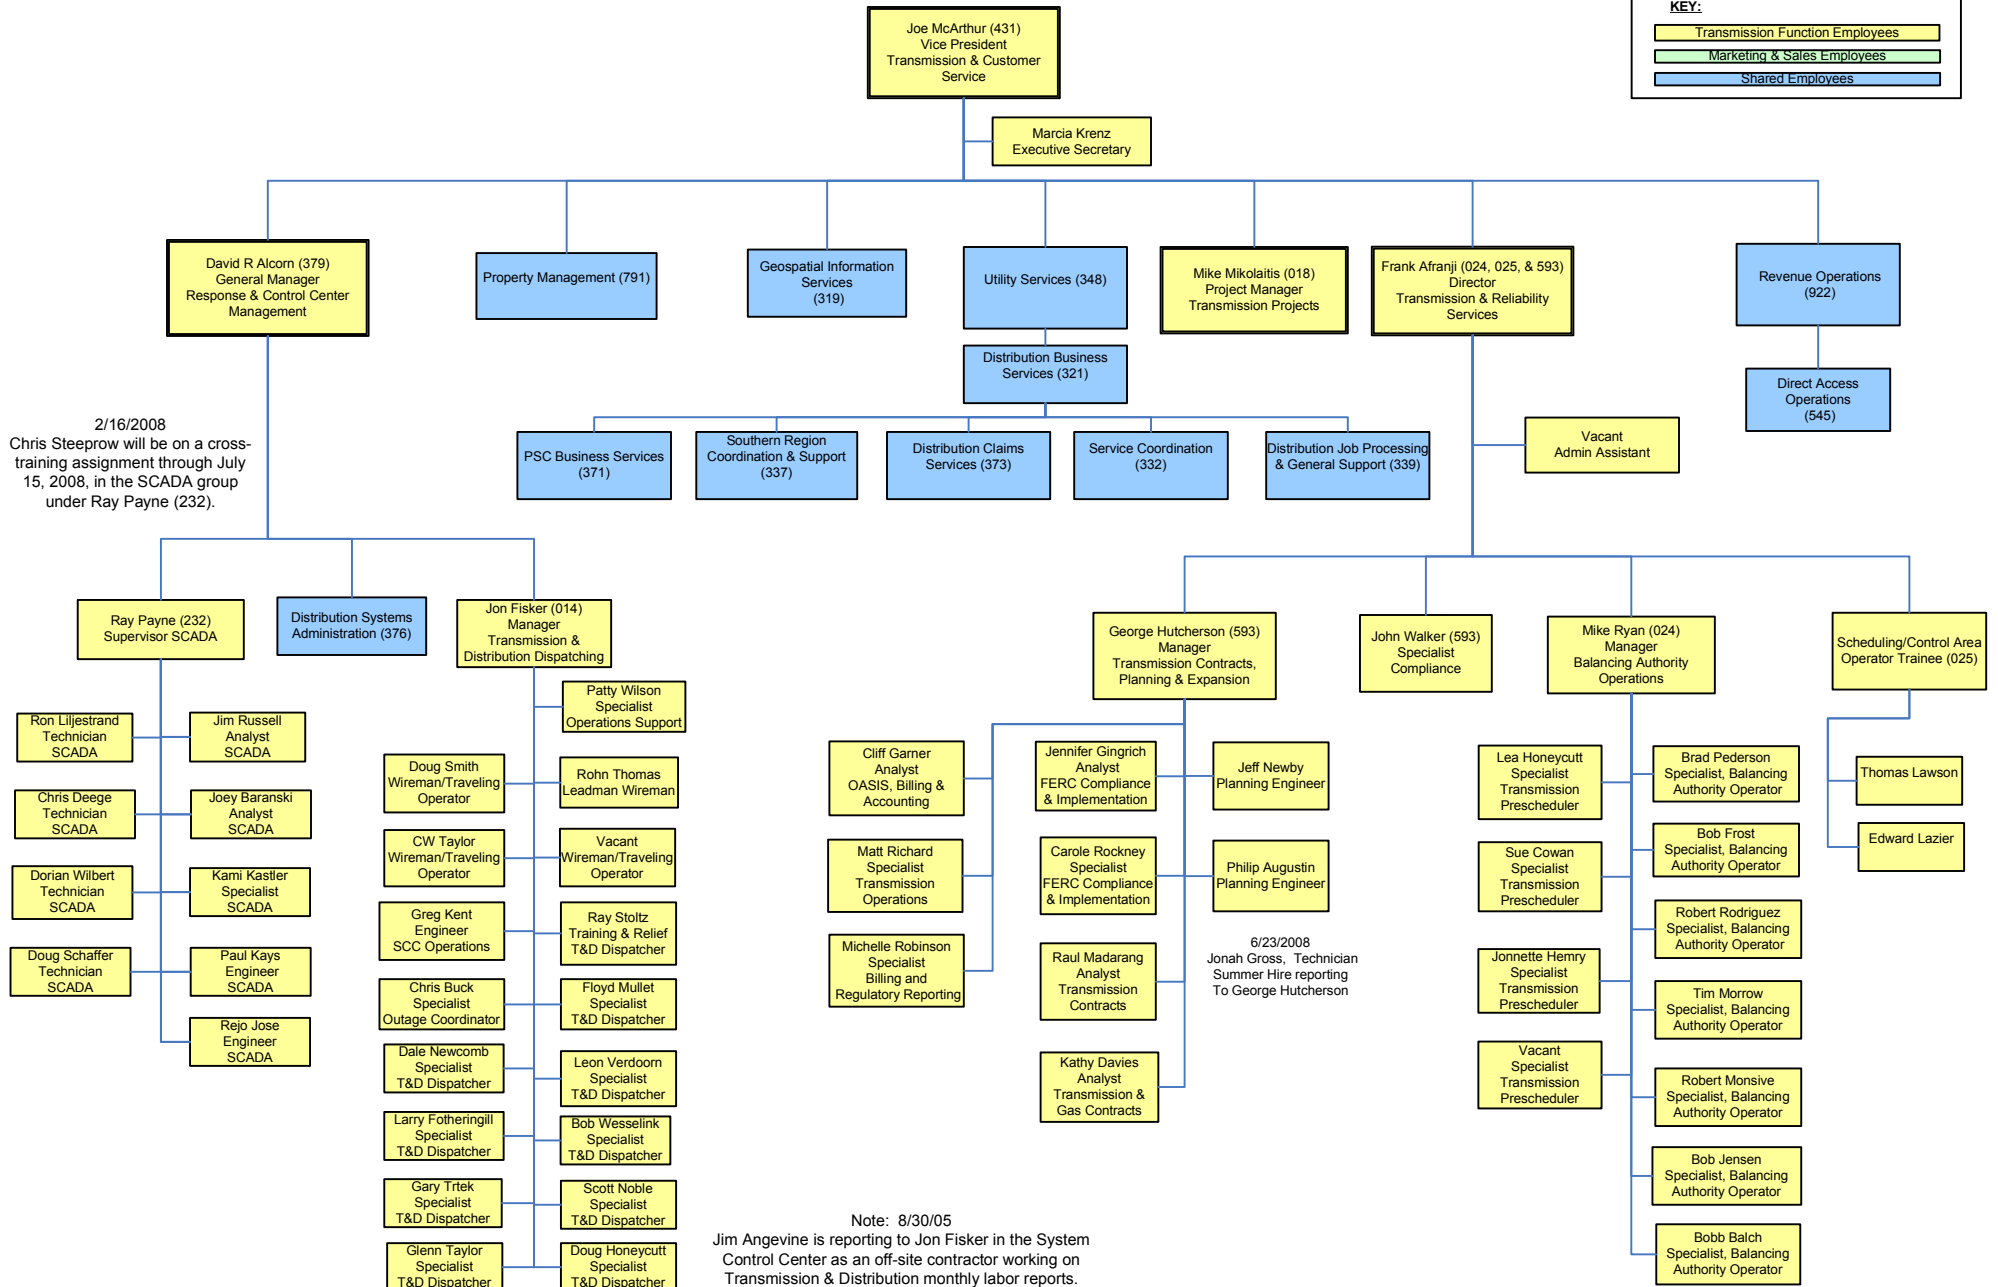 KEY:
Transmission Function Employees
Marketing & Sales Employees
Shared Employees
Joe McArthur (431)
Vice President
Transmission & Customer
Service
Marcia Krenz
Executive Secretary
David R Alcorn (379)
General Manager
Response & Control Center
Management
Property Management (791)
Geospatial Information
Services
(319)
Utility Services (348)
Mike Mikolaitis (018)
Project Manager
Transmission Projects
Frank Afranji (024, 025, & 593)
Director
Transmission & Reliability
Services
Revenue Operations
(922)
Distribution Business
Services (321)
Direct Access
Operations
(545)
2/16/2008
Chris Steeprow will be on a cross-
training assignment through July
15, 2008, in the SCADA group
under Ray Payne (232).
PSC Business Services
(371)
Southern Region
Coordination & Support
(337)
Distribution Claims
Services (373)
Service Coordination
(332)
Distribution Job Processing
& General Support (339)
Vacant
Admin Assistant
Ray Payne (232)
Supervisor SCADA
Distribution Systems
Administration (376)
Jon Fisker (014)
Manager
Transmission &
Distribution Dispatching
George Hutcherson (593)
Manager
Transmission Contracts,
Planning & Expansion
John Walker (593)
Specialist
Compliance
Mike Ryan (024)
Manager
Balancing Authority
Operations
Scheduling/Control Area
Operator Trainee (025)
Ron Liljestrand
Technician
SCADA
Jim Russell
Analyst
SCADA
Chris Deege
Technician
SCADA
Joey Baranski
Analyst
SCADA
Dorian Wilbert
Technician
SCADA
Kami Kastler
Specialist
SCADA
Doug Schaffer
Technician
SCADA
Paul Kays
Engineer
SCADA
Rejo Jose
Engineer
SCADA
Patty Wilson
Specialist
Operations Support
Doug Smith
Wireman/Traveling
Operator
Rohn Thomas
Leadman Wireman
CW Taylor
Wireman/Traveling
Operator
Vacant
Wireman/Traveling
Operator
Greg Kent
Engineer
SCC Operations
Ray Stoltz
Training & Relief
T&D Dispatcher
Chris Buck
Specialist
Outage Coordinator
Floyd Mullet
Specialist
T&D Dispatcher
Dale Newcomb
Specialist
T&D Dispatcher
Leon Verdoorn
Specialist
T&D Dispatcher
Larry Fotheringill
Specialist
T&D Dispatcher
Bob Wesselink
Specialist
T&D Dispatcher
Gary Trtek
Specialist
T&D Dispatcher
Scott Noble
Specialist
T&D Dispatcher
Glenn Taylor
Specialist
T&D Dispatcher
Doug Honeycutt
Specialist
T&D Dispatcher
Cliff Garner
Analyst
OASIS, Billing &
Accounting
Jennifer Gingrich
Analyst
FERC Compliance
& Implementation
Jeff Newby
Planning Engineer
Matt Richard
Specialist
Transmission
Operations
Carole Rockney
Specialist
FERC Compliance
& Implementation
Philip Augustin
Planning Engineer
Michelle Robinson
Specialist
Billing and
Regulatory Reporting
Raul Madarang
Analyst
Transmission
Contracts
6/23/2008
Jonah Gross, Technician
Summer Hire reporting
To George Hutcherson
Kathy Davies
Analyst
Transmission &
Gas Contracts
Lea Honeycutt
Specialist
Transmission
Prescheduler
Brad Pederson
Specialist, Balancing
Authority Operator
Sue Cowan
Specialist
Transmission
Prescheduler
Bob Frost
Specialist, Balancing
Authority Operator
Robert Rodriguez
Specialist, Balancing
Authority Operator
Jonnette Hemry
Specialist
Transmission
Prescheduler
Tim Morrow
Specialist, Balancing
Authority Operator
Vacant
Specialist
Transmission
Prescheduler
Robert Monsive
Specialist, Balancing
Authority Operator
Bob Jensen
Specialist, Balancing
Authority Operator
Bobb Balch
Specialist, Balancing
Authority Operator
Thomas Lawson
Edward Lazier
Note: 8/30/05
Jim Angevine is reporting to Jon Fisker in the System
Control Center as an off-site contractor working on
Transmission & Distribution monthly labor reports.